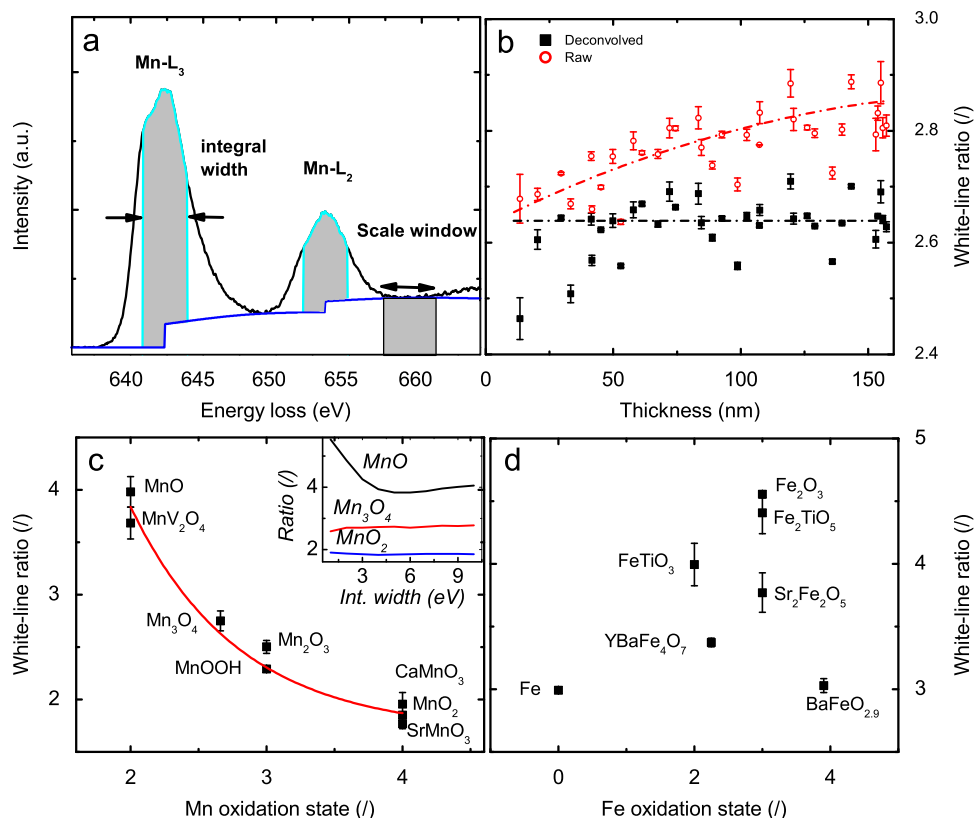 a
Mn-L3
integral
width
Mn-L2
Scale window
Intensity (a.u.)
640 645 650 655 660
Energy loss (eV)
b
Deconvolved
Raw
3.0
2.8
2.6
2.4
White-line ratio (/)
0 50 100 150
Thickness (nm)
c
MnO
MnV2O4
Mn3O4
Mn2O3
MnOOH
CaMnO3
MnO2
SrMnO3
4
3
2
White-line ratio (/)
2 3 4
Mn oxidation state (/)
MnO
Mn3O4
MnO2
4
2
Ratio (/)
3 6 9
Int. width (eV)
d
Fe2O3
Fe2TiO5
FeTiO3
Sr2Fe2O5
YBaFe4O7
Fe
BaFeO2.9
5
4
3
White-line ratio (/)
0 2 4
Fe oxidation state (/)